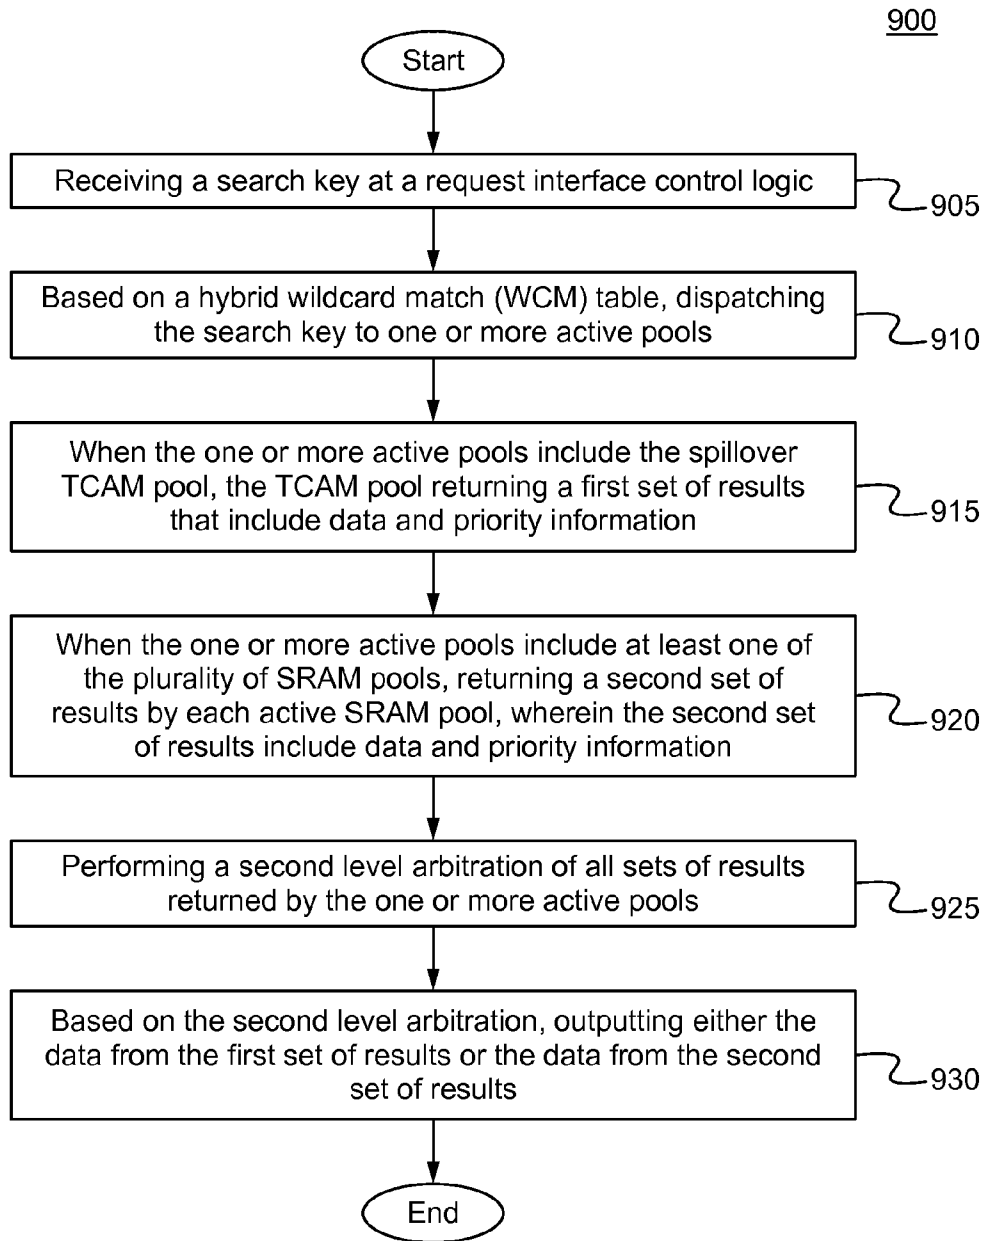 900
Start
Receiving a search key at a request interface control logic
905
Based on a hybrid wildcard match (WCM) table, dispatching
the search key to one or more active pools
910
When the one or more active pools include the spillover
TCAM pool, the TCAM pool returning a first set of results
that include data and priority information
915
When the one or more active pools include at least one of
the plurality of SRAM pools, returning a second set of
results by each active SRAM pool, wherein the second set
of results include data and priority information
920
Performing a second level arbitration of all sets of results
returned by the one or more active pools
925
Based on the second level arbitration, outputting either the
data from the first set of results or the data from the second
set of results
930
End